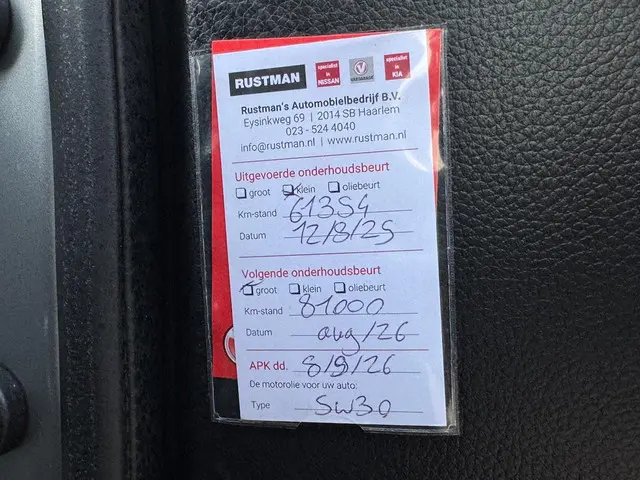 RUSTMAN
specialist in NISSAN
VAKGARAGE
specialist in KIA
Rustman's Automobielbedrijf B.V.
Eysinkweg 69 | 2014 SB Haarlem
023 - 524 4040
info@rustman.nl | www.rustman.nl
Uitgevoerde onderhoudsbeurt
groot klein oliebeurt
Km-stand 61354
Datum 12/8/25
Volgende onderhoudsbeurt
groot klein oliebeurt
Km-stand 81000
Datum aug/26
APK dd. 8/9/26
De motorolie voor uw auto:
Type 5W30